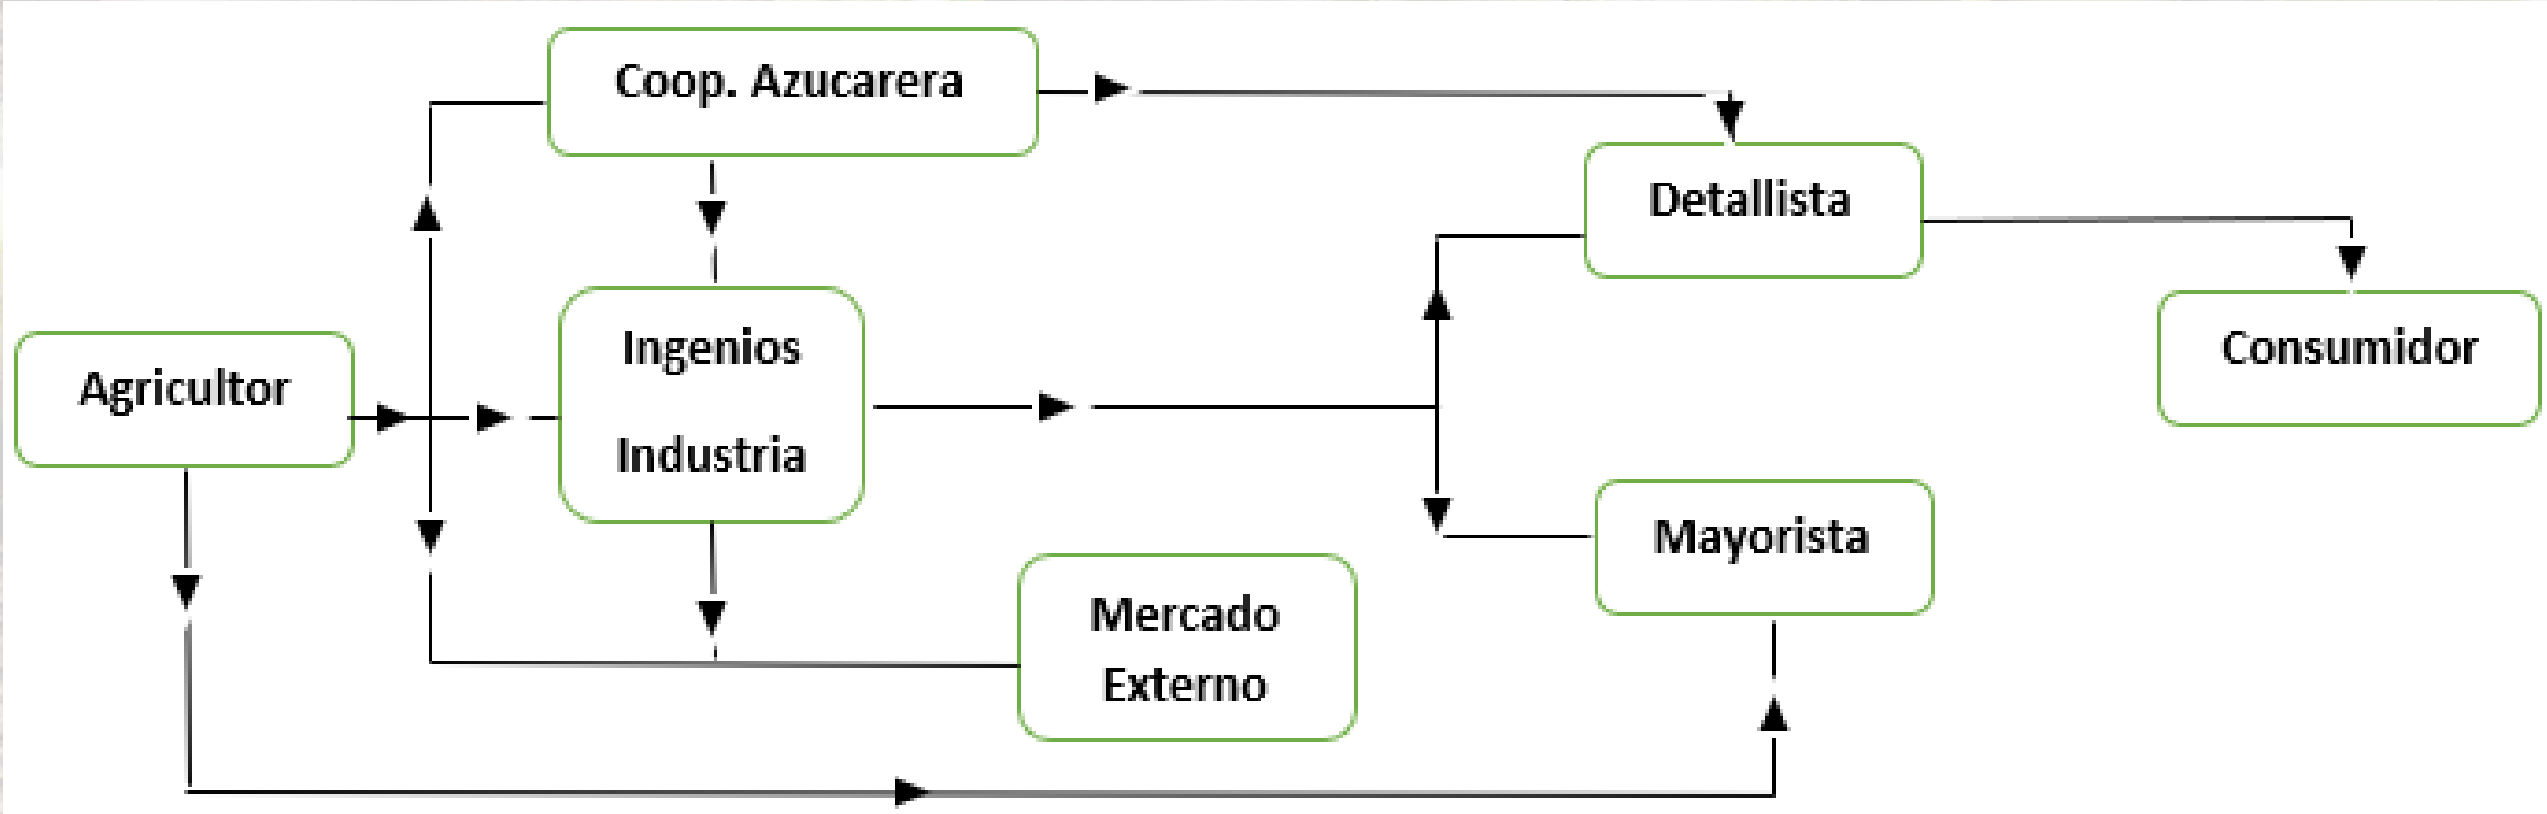 Coop. Azucarera
Detallista
Ingenios
Industria
Consumidor
Agricultor
Mayorista
Mercado
Externo